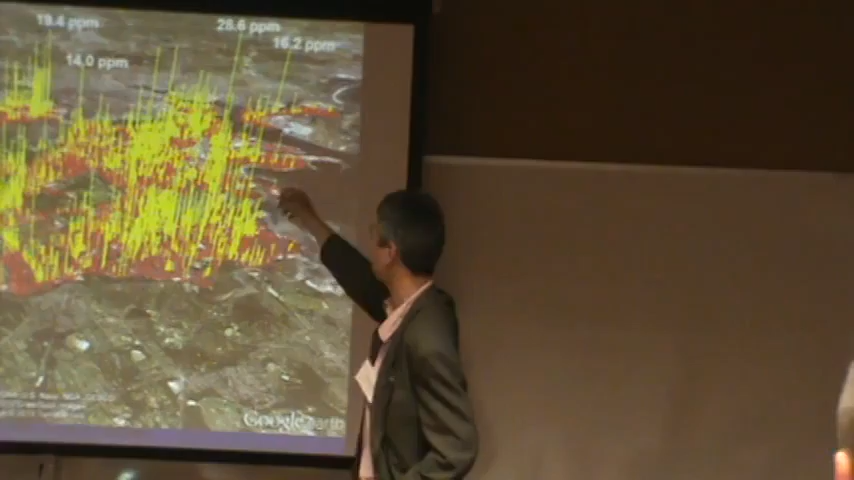 19.4 ppm
28.6 ppm
16.2 ppm
14.0 ppm
Google earth